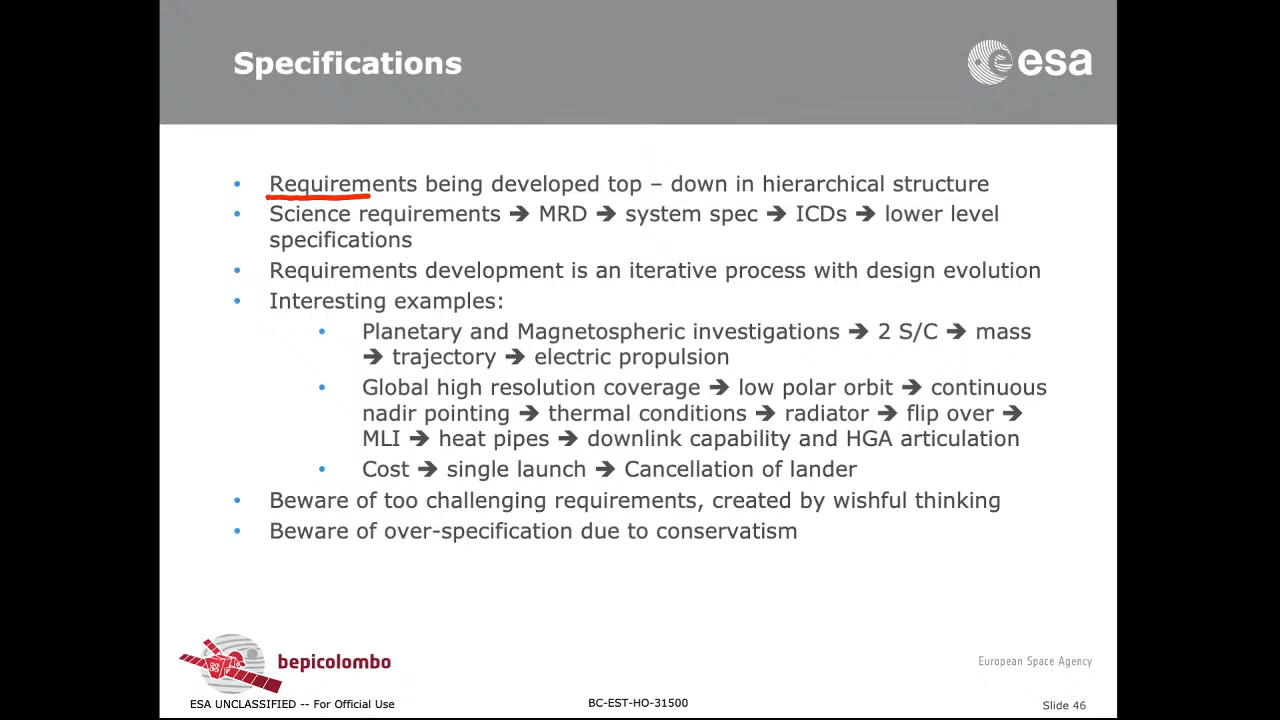 Specifications
esa
• Requirements being developed top – down in hierarchical structure
• Science requirements ➔ MRD ➔ system spec ➔ ICDs ➔ lower level
specifications
• Requirements development is an iterative process with design evolution
• Interesting examples:
• Planetary and Magnetospheric investigations ➔ 2 S/C ➔ mass
➔ trajectory ➔ electric propulsion
• Global high resolution coverage ➔ low polar orbit ➔ continuous
nadir pointing ➔ thermal conditions ➔ radiator ➔ flip over ➔
MLI ➔ heat pipes ➔ downlink capability and HGA articulation
• Cost ➔ single launch ➔ Cancellation of lander
• Beware of too challenging requirements, created by wishful thinking
• Beware of over-specification due to conservatism
bepicolombo
European Space Agency
ESA UNCLASSIFIED -- For Official Use
BC-EST-HO-31500
Slide 46